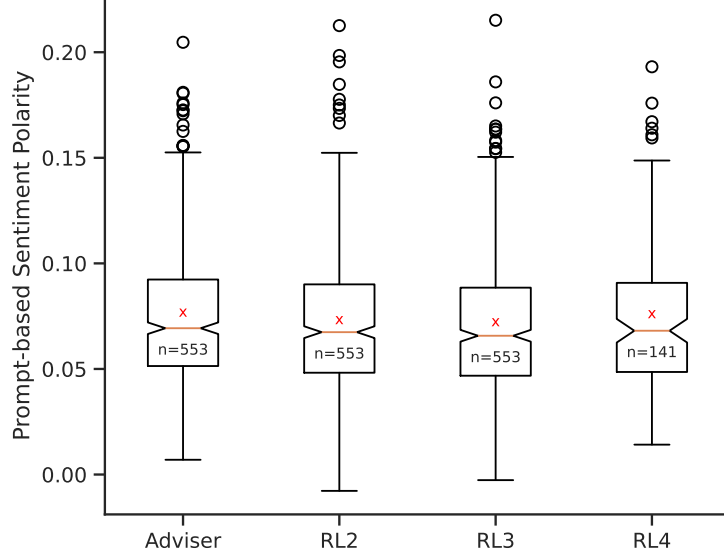 Prompt-based Sentiment Polarity
0.20
0.15
0.10
0.05
0.00
x
x
x
x
n=553
n=553
n=553
n=141
Adviser
RL2
RL3
RL4